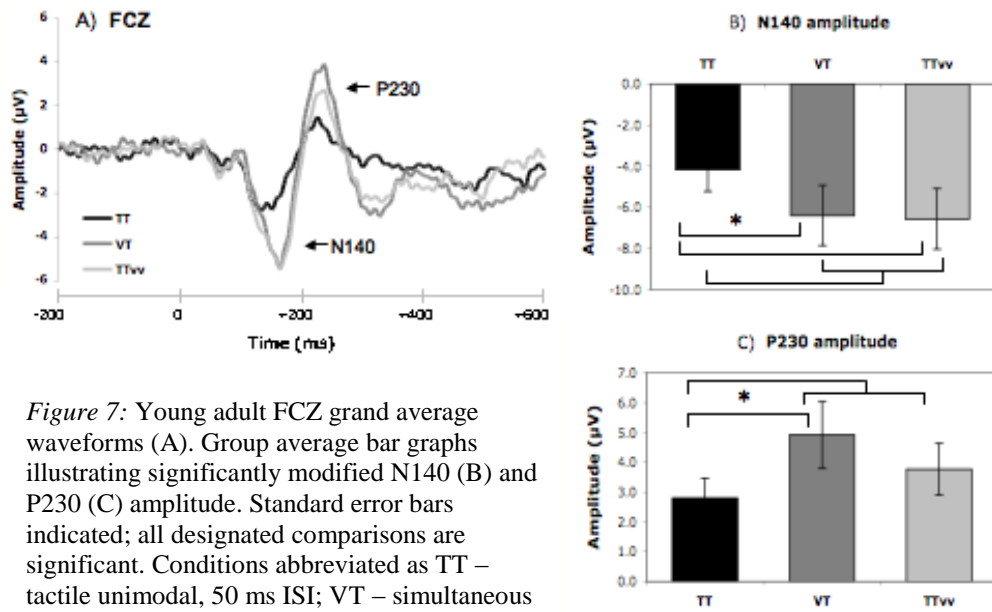 A) FCZ
6
4
2
0
-2
-4
-6
Amplitude (µV)
P230
N140
TT
VT
TTvv
-200
0
+200
+400
+600
Time (ms)
B) N140 amplitude
TT
VT
TTvv
0.0
-2.0
-4.0
-6.0
-8.0
-10.0
Amplitude (µV)
*
C) P230 amplitude
7.0
6.0
5.0
4.0
3.0
2.0
1.0
0.0
Amplitude (µV)
*
TT
VT
TTvv
Figure 7: Young adult FCZ grand average
waveforms (A). Group average bar graphs
illustrating significantly modified N140 (B) and
P230 (C) amplitude. Standard error bars
indicated; all designated comparisons are
significant. Conditions abbreviated as TT –
tactile unimodal, 50 ms ISI; VT – simultaneous